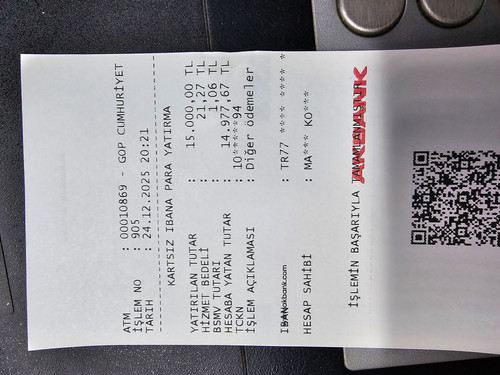 ATM : 00010869 - GOP CUMHURİYET
İŞLEM NO : 905
TARIH : 24.12.2025 20:21
KARTSIZ IBANA PARA YATIRMA
YATIRILAN TUTAR : 15.000,00 TL
HİZMET BEDELİ : 21,27 TL
BSMV TUTARI : 1,06 TL
HESABA YATAN TUTAR : 14.977,67 TL
TCKN : 10*****94
İŞLEM AÇIKLAMASI : Diğer ödemeler
IBAN : TR77 **** **** *
akbank.com
HESAP SAHİBİ : MA*** KO***
İŞLEMİN BAŞARIYLA TAMAMLANMIŞTIR
AKBANK